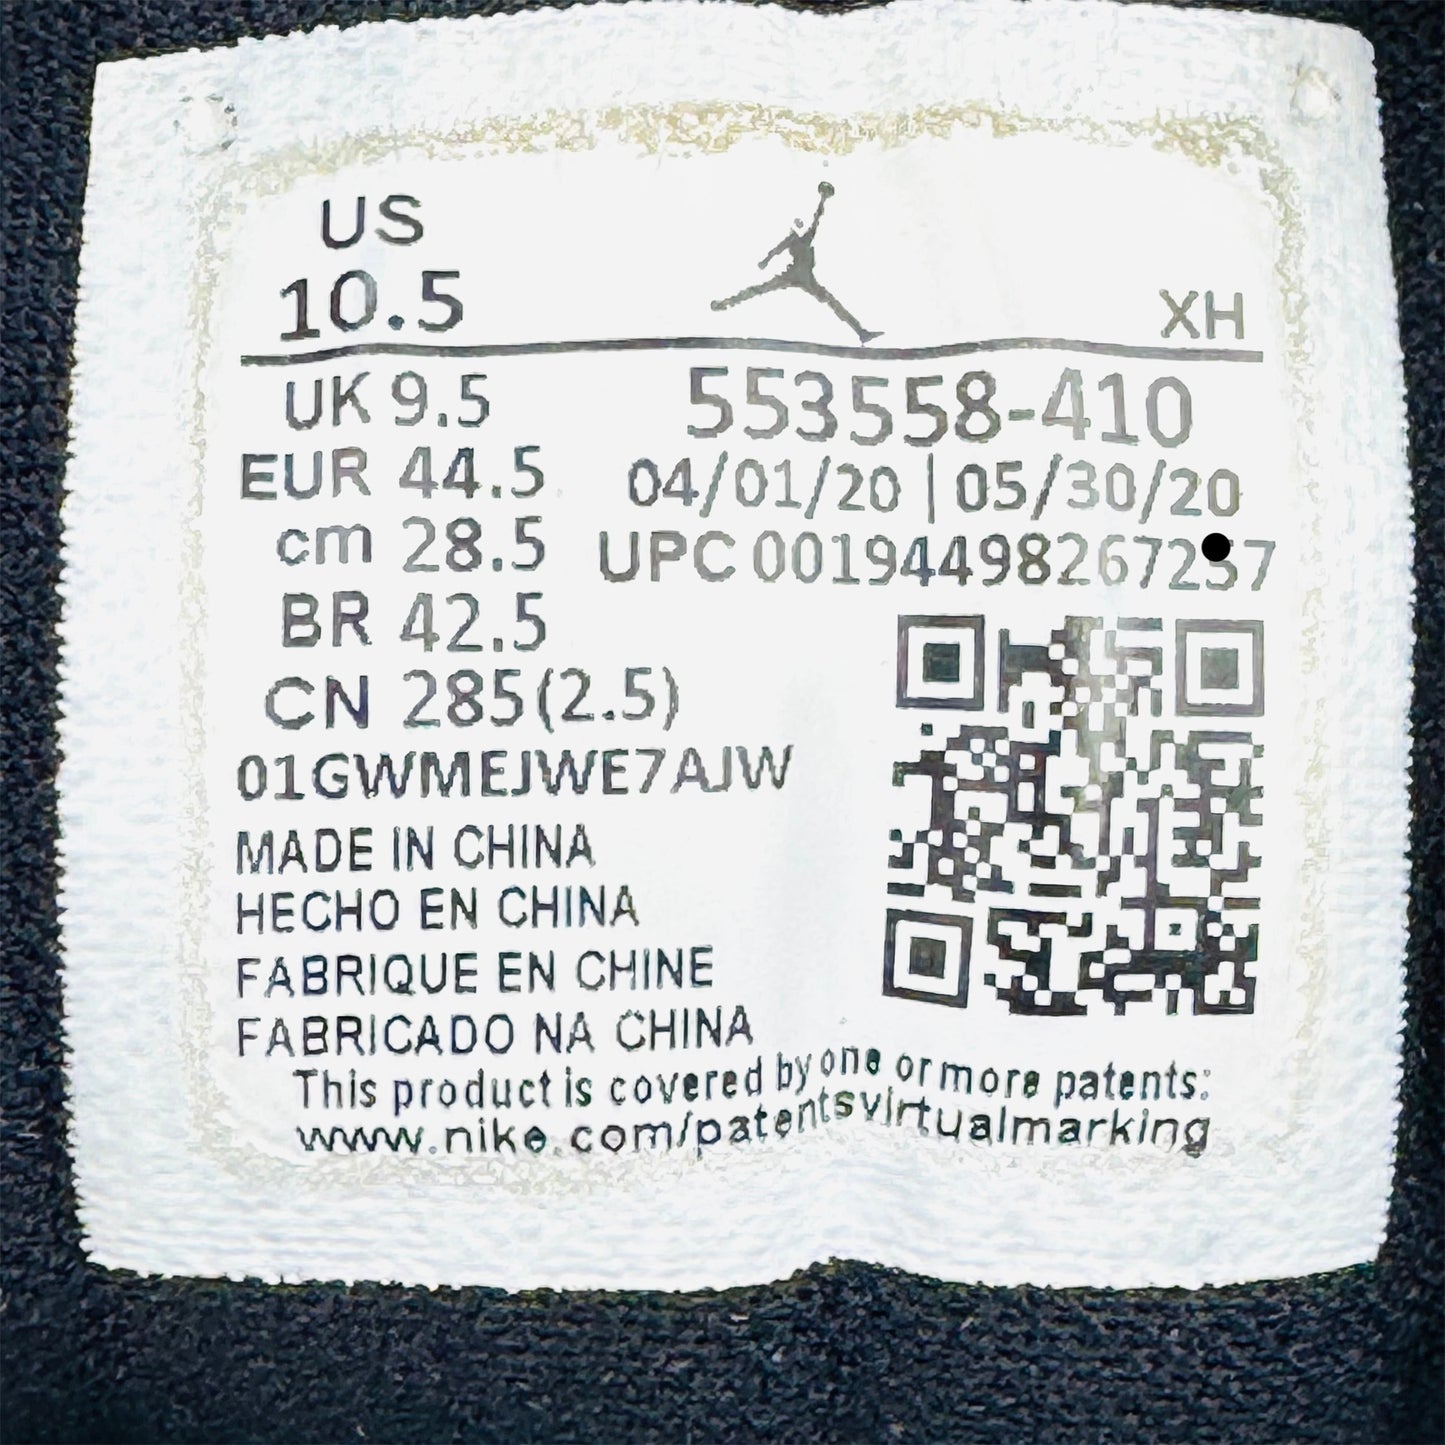 US
10.5
XH
UK 9.5
553558-410
EUR 44.5
04/01/20 | 05/30/20
cm 28.5
UPC 00194498267257
BR 42.5
CN 285(2.5)
01GWMEJWE7AJW
MADE IN CHINA
HECHO EN CHINA
FABRIQUE EN CHINE
FABRICADO NA CHINA
This product is covered by one or more patents:
www.nike.com/patentsvirtualmarking